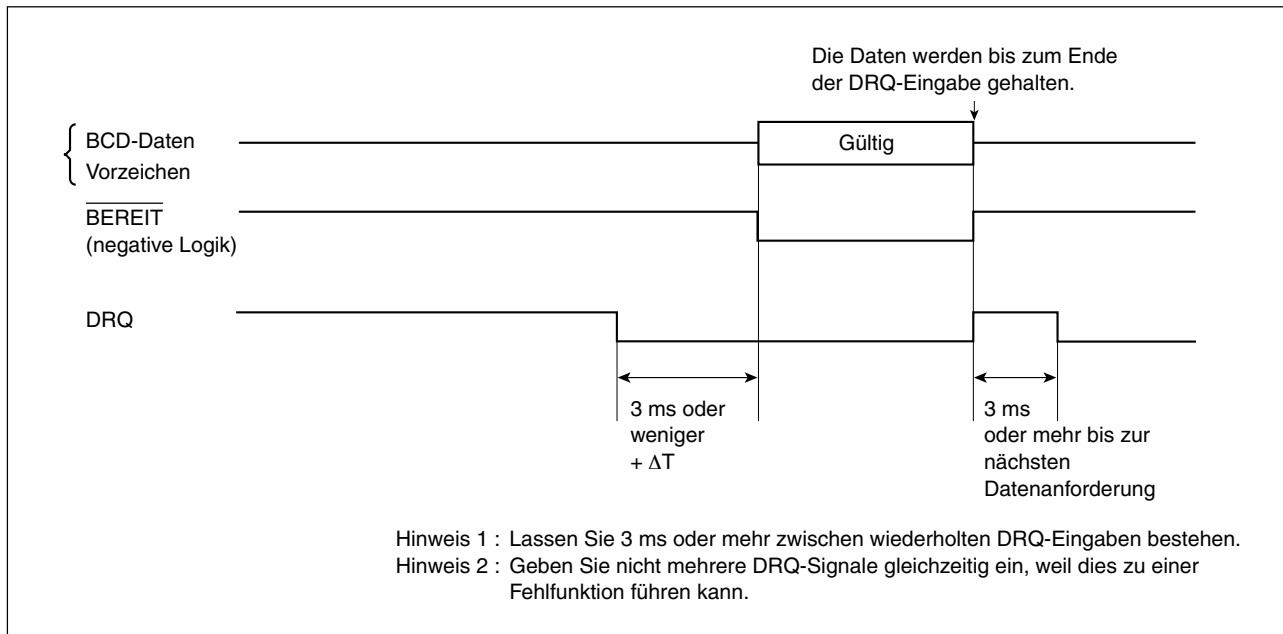 Die Daten werden bis zum Ende
der DRQ-Eingabe gehalten.
BCD-Daten
Gültig
Vorzeichen
BEREIT
(negative Logik)
DRQ
3 ms oder
weniger
+ ΔT
3 ms
oder mehr bis zur
nächsten
Datenanforderung
Hinweis 1 : Lassen Sie 3 ms oder mehr zwischen wiederholten DRQ-Eingaben bestehen.
Hinweis 2 : Geben Sie nicht mehrere DRQ-Signale gleichzeitig ein, weil dies zu einer
Fehlfunktion führen kann.